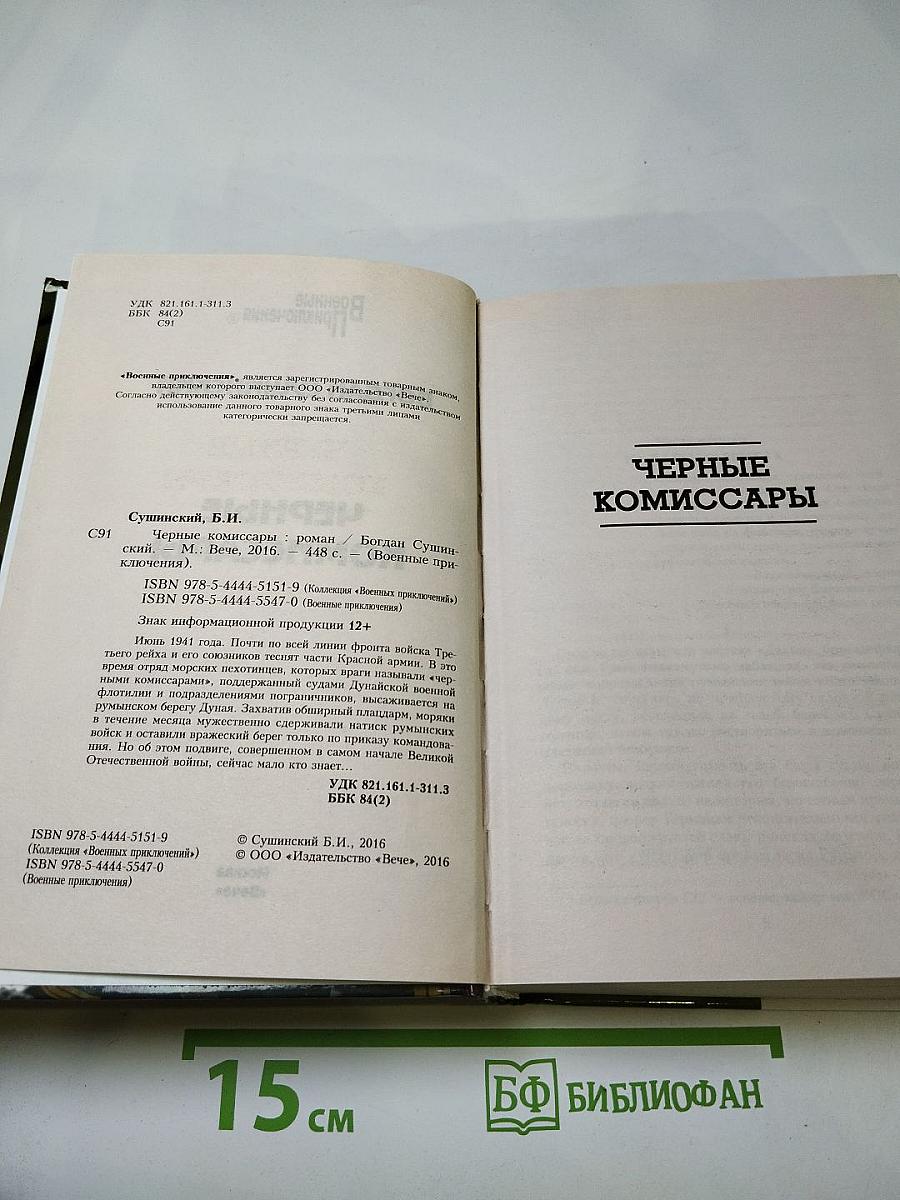 УДК 821.161.1-311.3
ББК 84(2)
С91
«Военные приключения»® является зарегистрированным товарным знаком,
владельцем которого выступает ООО «Издательство «Вече».
Согласно действующему законодательству без согласования с издательством
использование данного товарного знака третьими лицами
категорически запрещается.
Сушинский, Б.И.
С91 Черные комиссары : роман / Богдан Сушин-
ский. — М.: Вече, 2016. — 448 с. — (Военные при-
ключения).
ISBN 978-5-4444-5151-9 (Коллекция «Военных приключений»)
ISBN 978-5-4444-5547-0 (Военные приключения)
Знак информационной продукции 12+
Июнь 1941 года. Почти по всей линии фронта войска Тре-
тьего рейха и его союзников теснят части Красной армии. В это
время отряд морских пехотинцев, которых враги называли «чер-
ными комиссарами», поддержанный судами Дунайской военной
флотилии и подразделениями пограничников, высаживается на
румынском берегу Дуная. Захватив обширный плацдарм, моряки
в течение месяца мужественно сдерживали натиск румынских
войск и оставили вражеский берег только по приказу командова-
ния. Но об этом подвиге, совершенном в самом начале Великой
Отечественной войны, сейчас мало кто знает...
УДК 821.161.1-311.3
ББК 84(2)
ISBN 978-5-4444-5151-9
(Коллекция «Военных приключений»)
ISBN 978-5-4444-5547-0
(Военные приключения)
© Сушинский Б.И., 2016
© ООО «Издательство «Вече», 2016
ЧЕРНЫЕ
КОМИССАРЫ
15 см
БФ БИБЛИОФАН